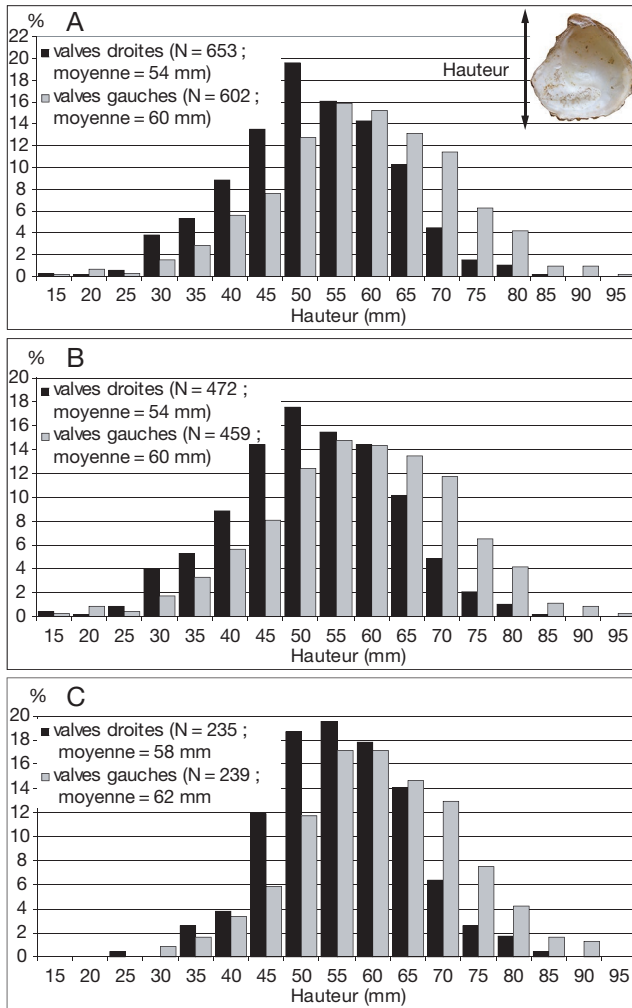 % A
22
20
18
16
14
12
10
8
6
4
2
0
valves droites (N = 653 ;
moyenne = 54 mm)
valves gauches (N = 602 ;
moyenne = 60 mm)
Hauteur
15 20 25 30 35 40 45 50 55 60 65 70 75 80 85 90 95
Hauteur (mm)
% B
20
18
16
14
12
10
8
6
4
2
0
valves droites (N = 472 ;
moyenne = 54 mm)
valves gauches (N = 459 ;
moyenne = 60 mm)
15 20 25 30 35 40 45 50 55 60 65 70 75 80 85 90 95
Hauteur (mm)
% C
20
18
16
14
12
10
8
6
4
2
0
valves droites (N = 235 ;
moyenne = 58 mm)
valves gauches (N = 239 ;
moyenne = 62 mm
15 20 25 30 35 40 45 50 55 60 65 70 75 80 85 90 95
Hauteur (mm)